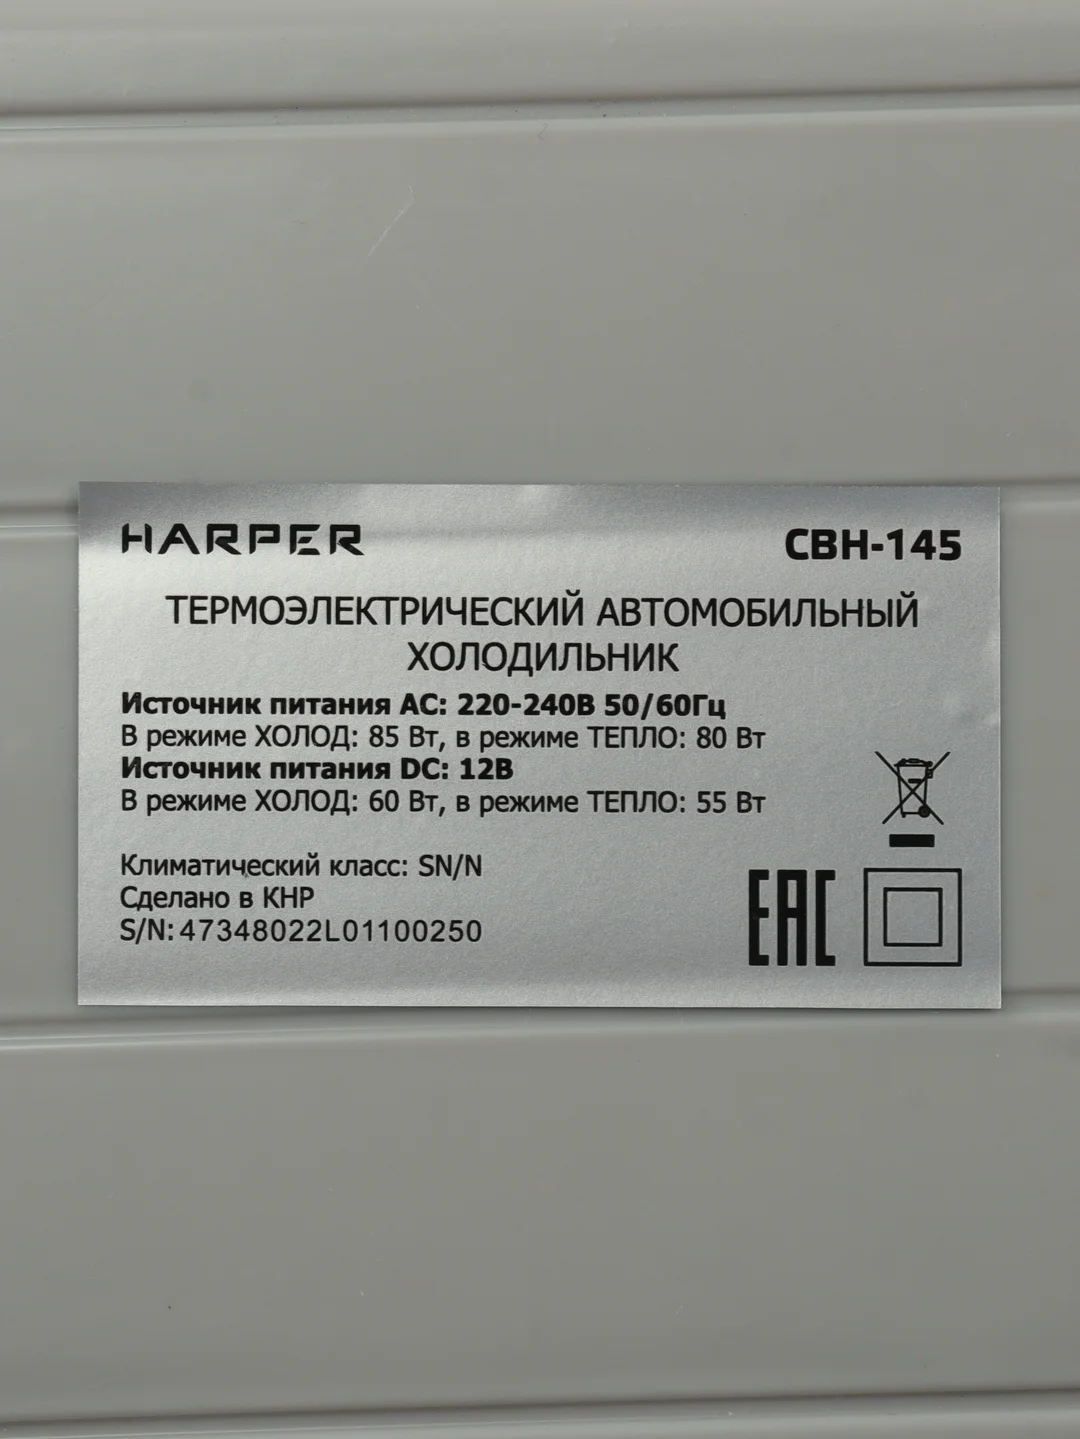 HARPER CBH-145
ТЕРМОЭЛЕКТРИЧЕСКИЙ АВТОМОБИЛЬНЫЙ
ХОЛОДИЛЬНИК
Источник питания AC: 220-240В 50/60Гц
В режиме ХОЛОД: 85 Вт, в режиме ТЕПЛО: 80 Вт
Источник питания DC: 12В
В режиме ХОЛОД: 60 Вт, в режиме ТЕПЛО: 55 Вт
Климатический класс: SN/N
Сделано в КНР
S/N: 47348022L01100250
EAC